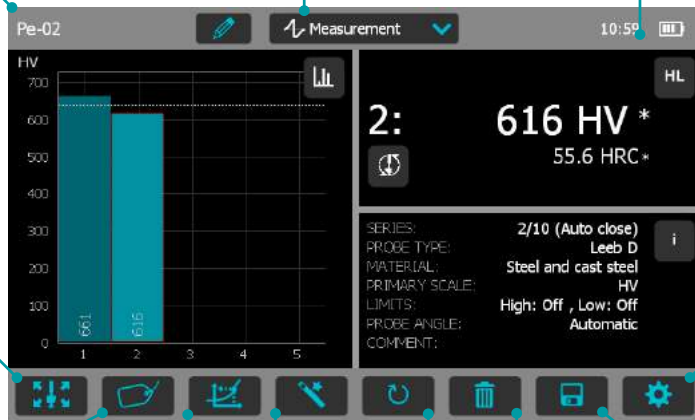 Pe-02
Measurement
10:59
HV
700
600
500
400
300
200
100
0
661
616
1 2 3 4 5
HL
2: 616 HV *
55.6 HRC*
SERIES: 2/10 (Auto close)
i
PROBE TYPE: Leeb D
MATERIAL: Steel and cast steel
PRIMARY SCALE: HV
LIMITS: High: Off , Low: Off
PROBE ANGLE: Automatic
COMMENT: